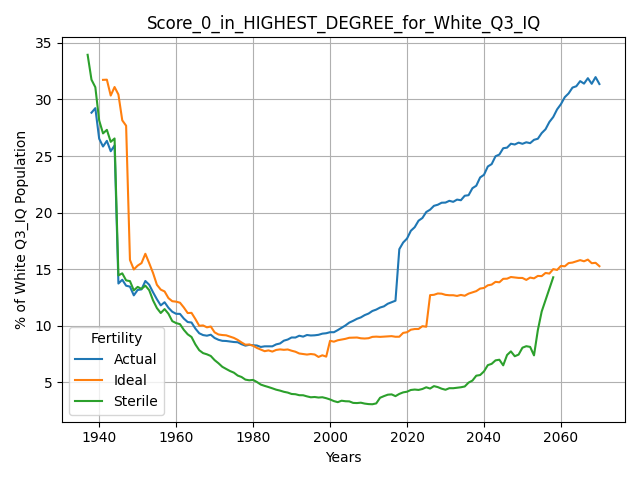 Score_0_in_HIGHEST_DEGREE_for_White_Q3_IQ
% of White Q3_IQ Population
35
30
25
20
15
10
5
Fertility
Actual
Ideal
Sterile
1940 1960 1980 2000 2020 2040 2060
Years